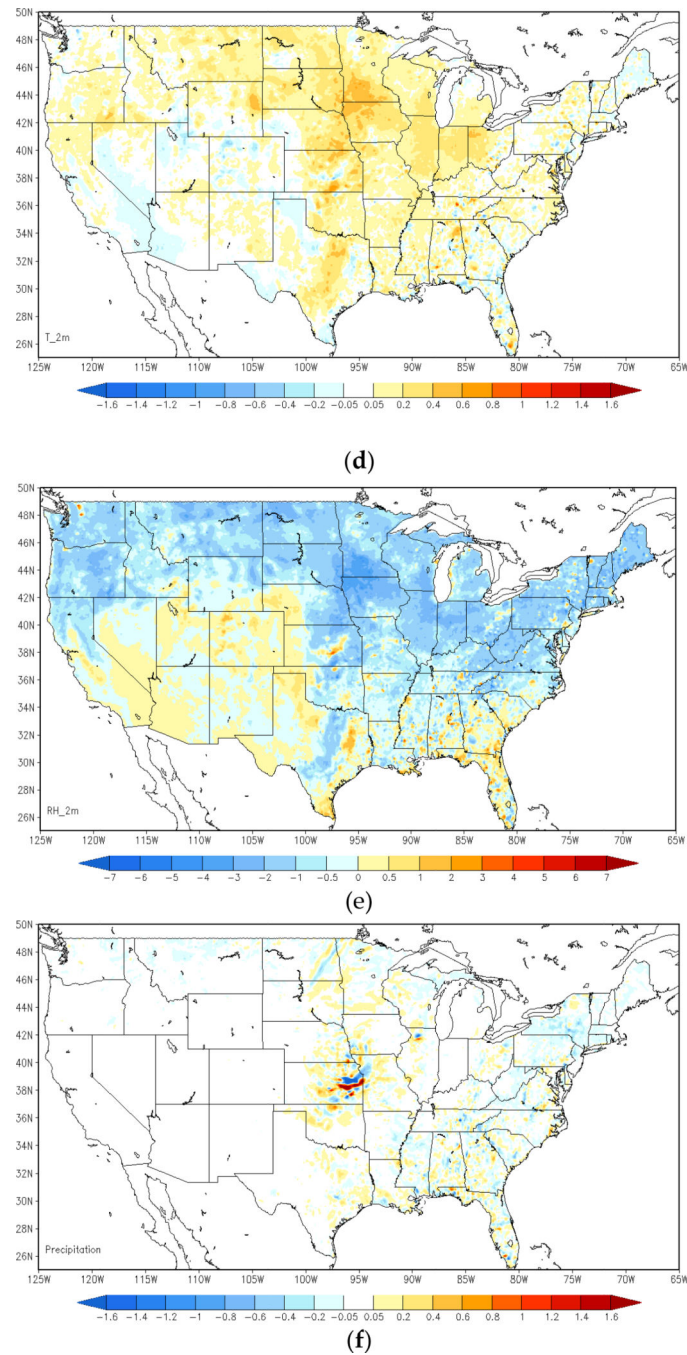 50N
48N
46N
44N
42N
40N
38N
36N
34N
32N
30N
28N
26N
T_2m
125W 120W 115W 110W 105W 100W 95W 90W 85W 80W 75W 70W 65W
−1.6 −1.4 −1.2 −1 −0.8 −0.6 −0.4 −0.2 −0.05 0.05 0.2 0.4 0.6 0.8 1 1.2 1.4 1.6
(d)
50N
48N
46N
44N
42N
40N
38N
36N
34N
32N
30N
28N
26N
RH_2m
125W 120W 115W 110W 105W 100W 95W 90W 85W 80W 75W 70W 65W
−7 −6 −5 −4 −3 −2 −1 −0.5 0 0.5 1 2 3 4 5 6 7
(e)
50N
48N
46N
44N
42N
40N
38N
36N
34N
32N
30N
28N
26N
Precipitation
125W 120W 115W 110W 105W 100W 95W 90W 85W 80W 75W 70W 65W
−1.6 −1.4 −1.2 −1 −0.8 −0.6 −0.4 −0.2 −0.05 0.05 0.2 0.4 0.6 0.8 1 1.2 1.4 1.6
(f)